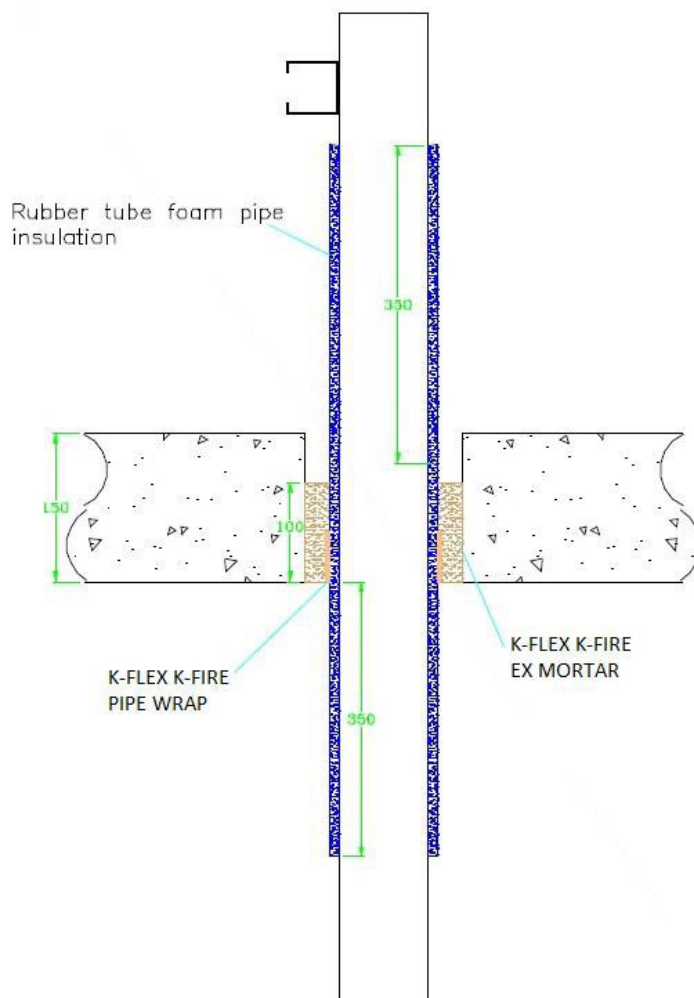 Rubber tube foam pipe
insulation
350
150
100
K-FLEX K-FIRE
EX MORTAR
K-FLEX K-FIRE
PIPE WRAP
350